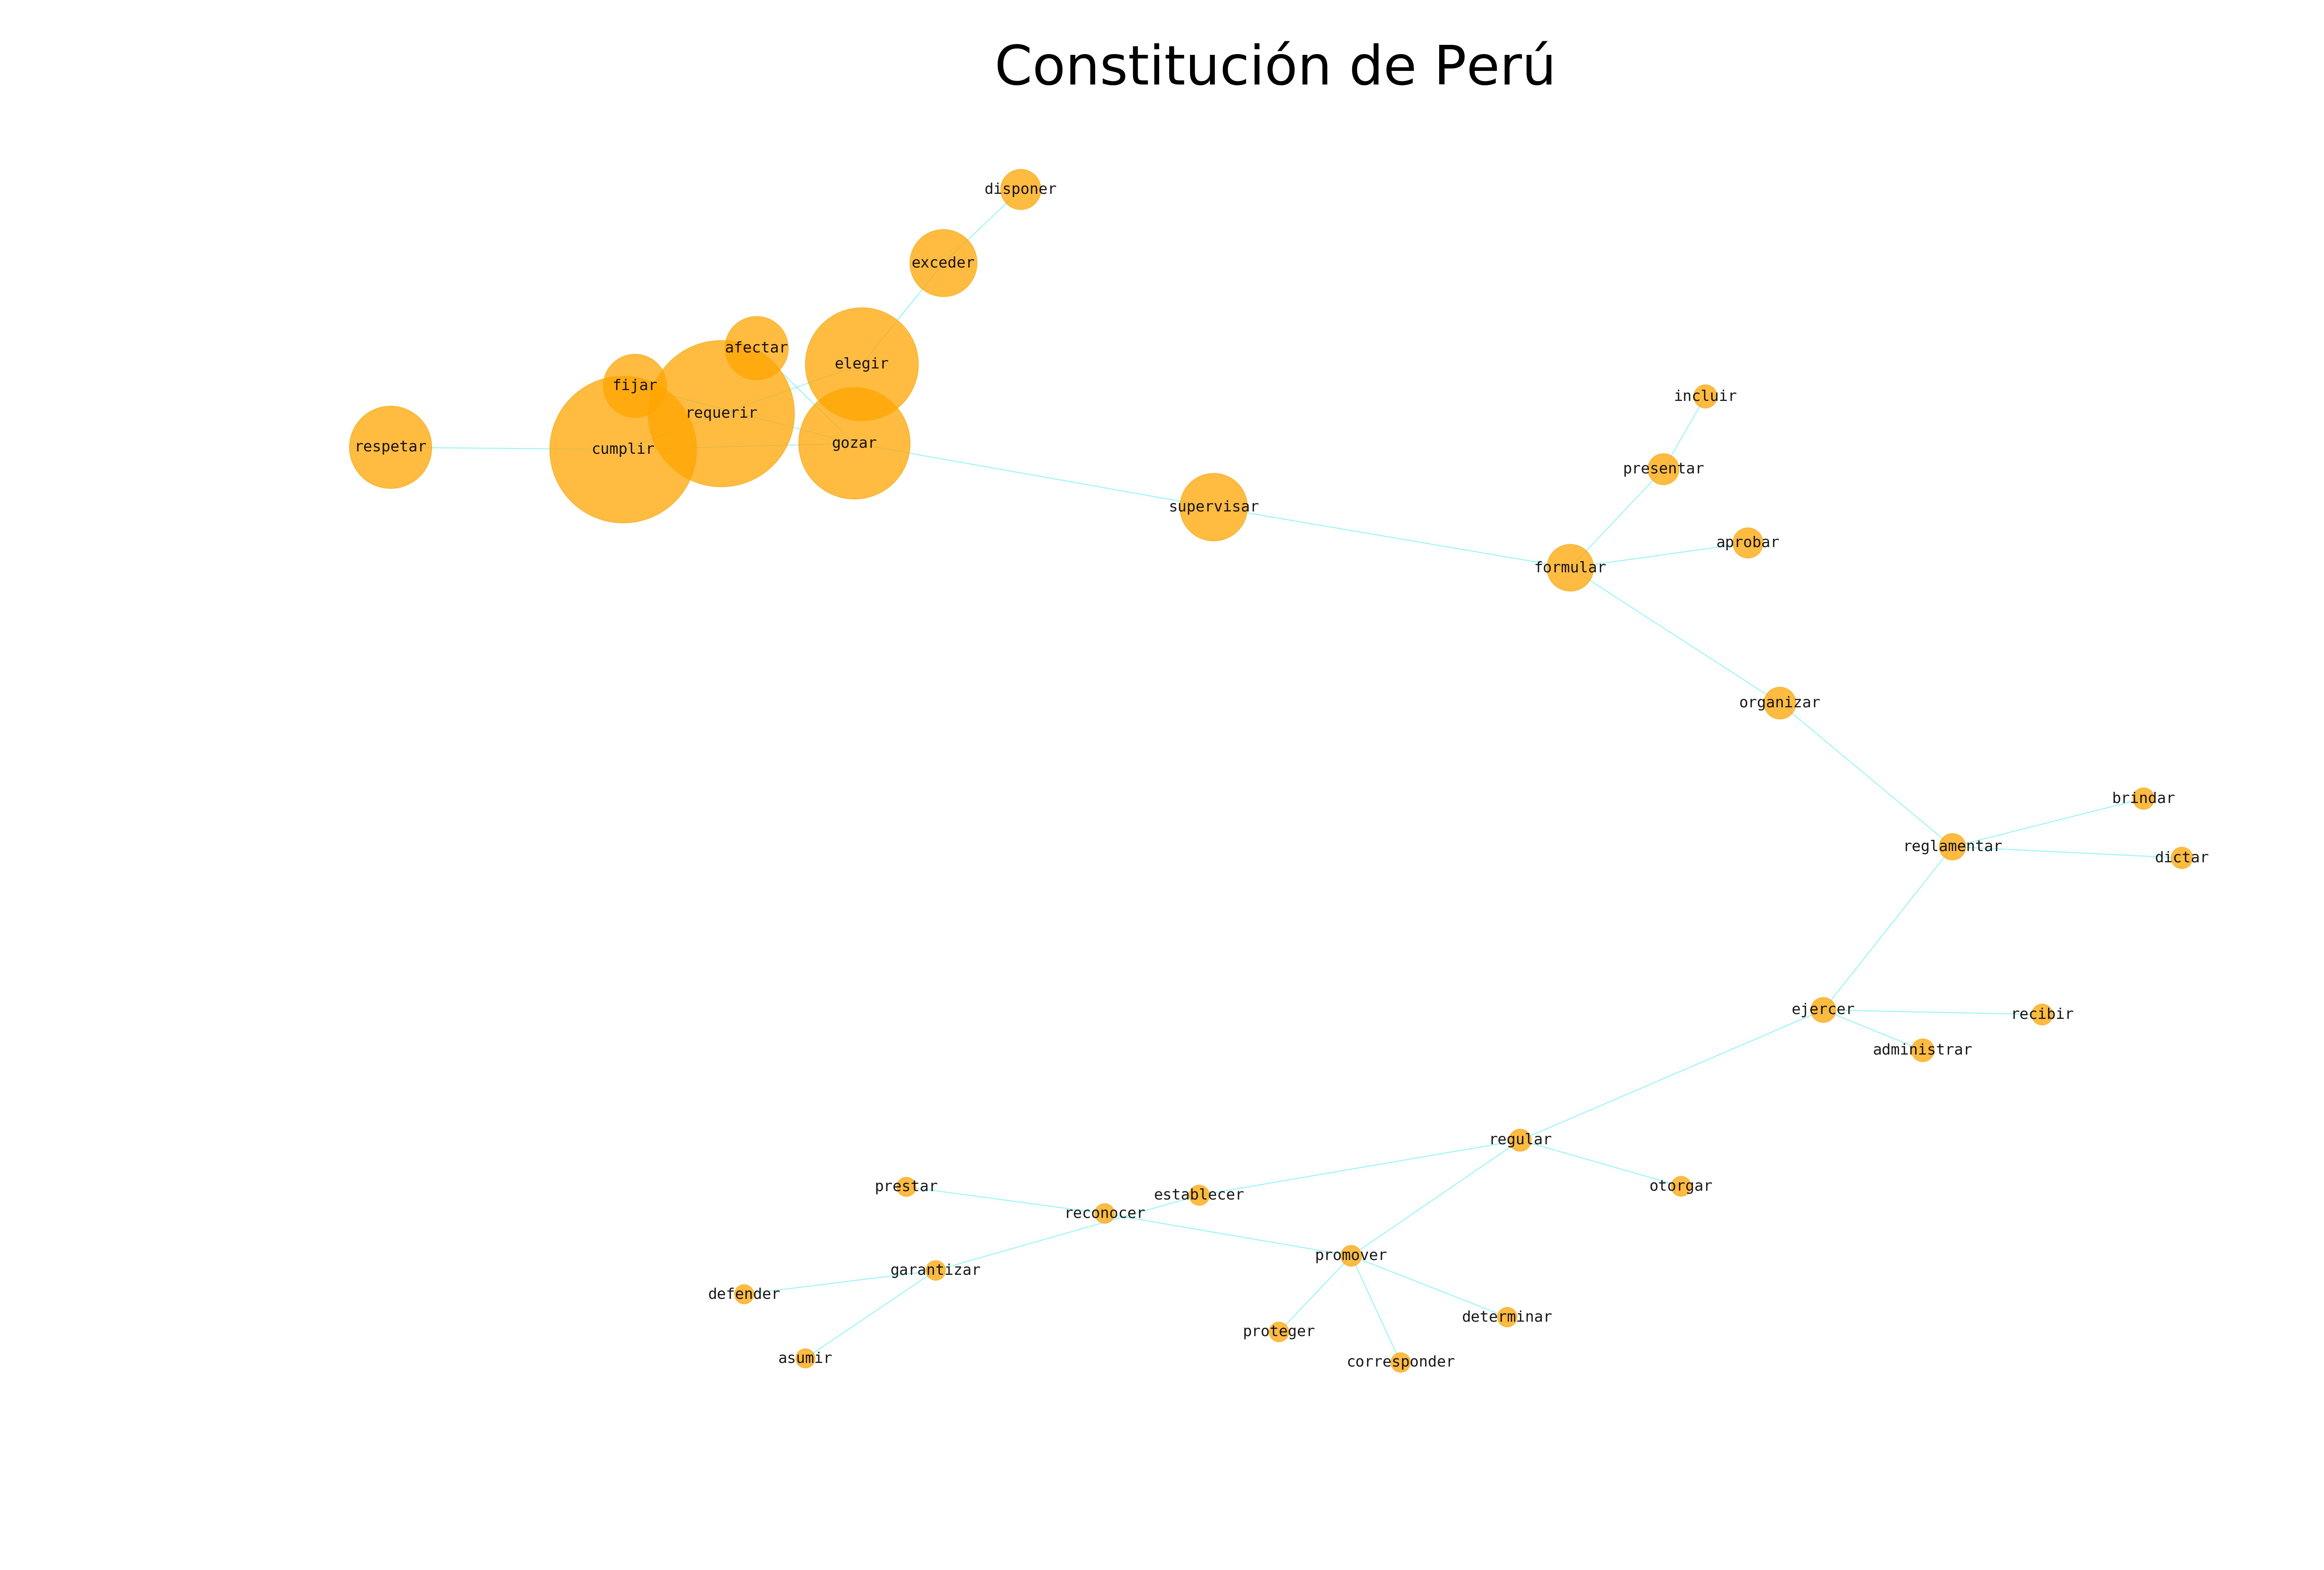 Constitución de Perú
disponer
exceder
afectar
elegir
fijar
requerir
incluir
gozar
respetar
cumplir
presentar
supervisar
aprobar
formular
organizar
brindar
reglamentar
dictar
ejercer
recibir
administrar
regular
prestar
otorgar
establecer
reconocer
promover
garantizar
defender
determinar
proteger
asumir
corresponder